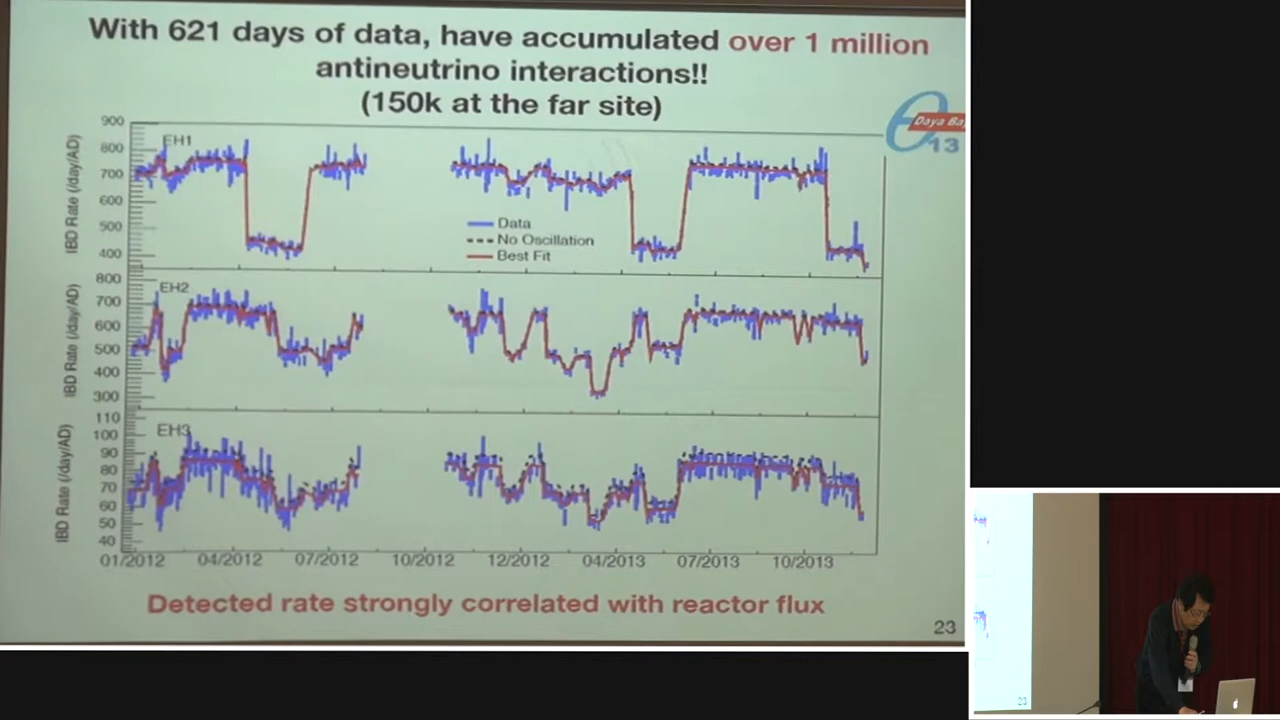 With 621 days of data, have accumulated over 1 million
antineutrino interactions!!
(150k at the far site)
Daya Ba
θ
13
EH1
IBD Rate (/day/AD)
900
800
700
600
500
400
Data
No Oscillation
Best Fit
EH2
IBD Rate (/day/AD)
800
700
600
500
400
300
EH3
IBD Rate (/day/AD)
110
100
90
80
70
60
50
40
01/2012 04/2012 07/2012 10/2012 12/2012 04/2013 07/2013 10/2013
Detected rate strongly correlated with reactor flux
23
23